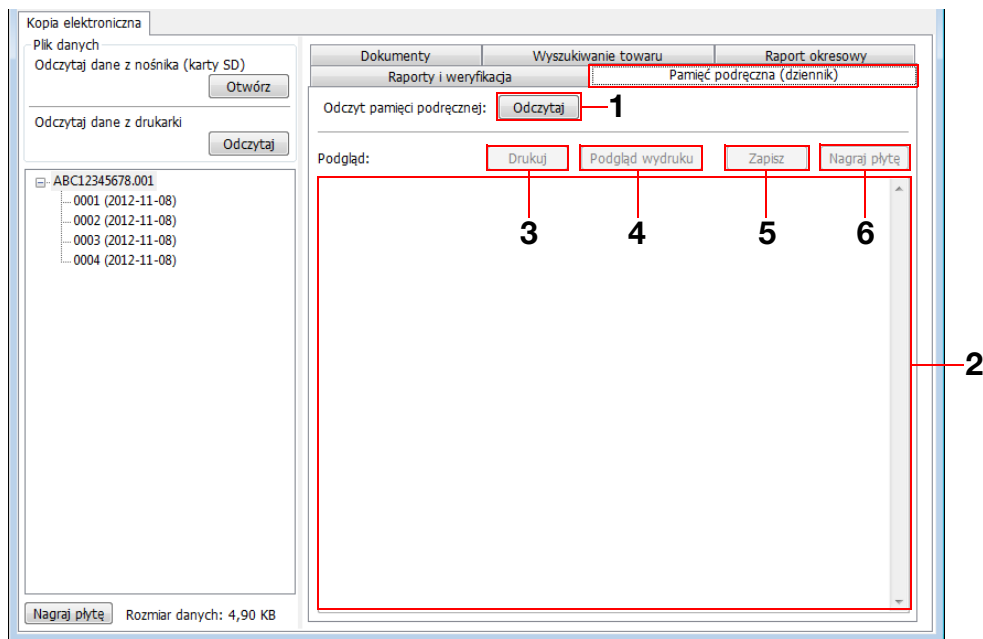 Kopia elektroniczna
Plik danych
Odczytaj dane z nośnika (karty SD)
Otwórz
Odczytaj dane z drukarki
Odczytaj
ABC12345678.001
0001 (2012-11-08)
0002 (2012-11-08)
0003 (2012-11-08)
0004 (2012-11-08)
Nagraj płytę Rozmiar danych: 4,90 KB
Dokumenty Wyszukiwanie towaru Raport okresowy
Raporty i weryfikacja Pamięć podręczna (dziennik)
Odczyt pamięci podręcznej: Odczytaj 1
Podgląd: Drukuj Podgląd wydruku Zapisz Nagraj płytę
3 4 5 6
2